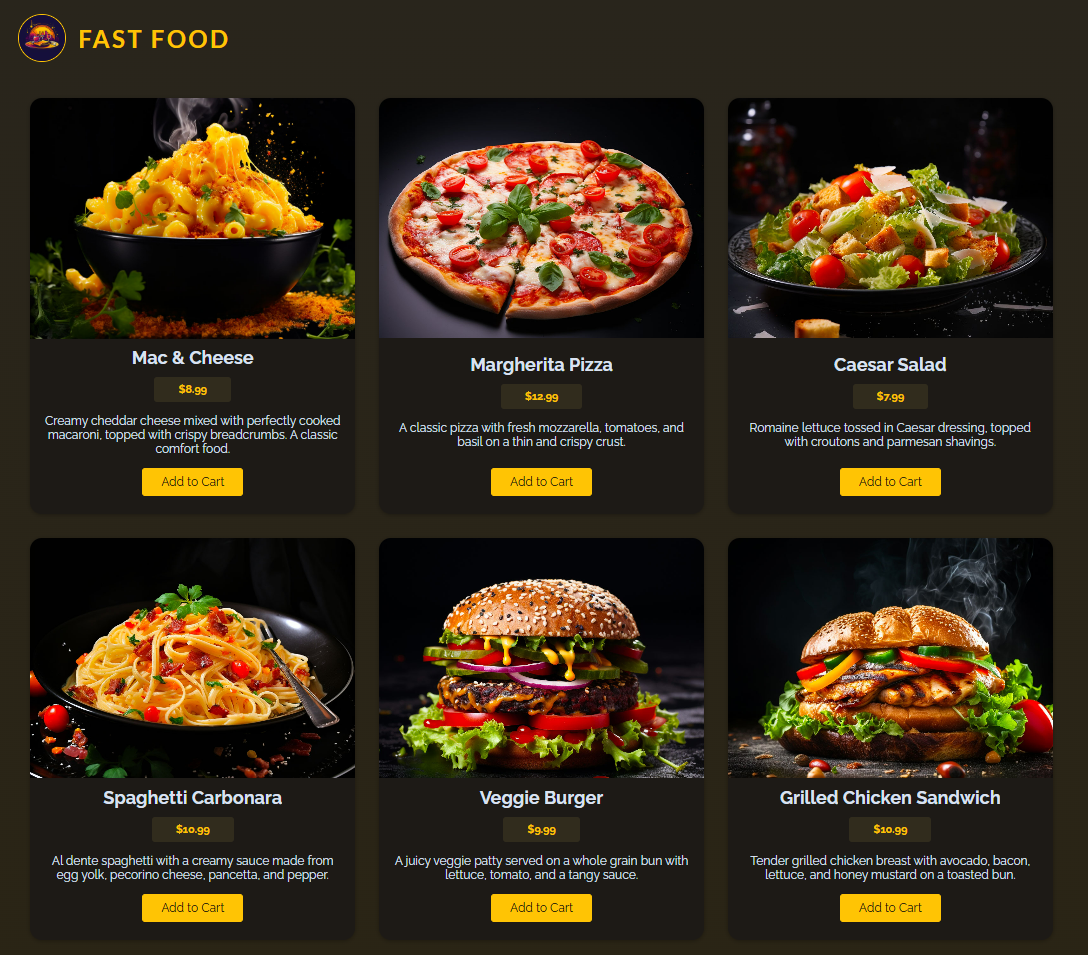 FAST FOOD
Mac & Cheese
$8.99
Creamy cheddar cheese mixed with perfectly cooked
macaroni, topped with crispy breadcrumbs. A classic
comfort food.
Add to Cart
Margherita Pizza
$12.99
A classic pizza with fresh mozzarella, tomatoes, and
basil on a thin and crispy crust.
Add to Cart
Caesar Salad
$7.99
Romaine lettuce tossed in Caesar dressing, topped
with croutons and parmesan shavings.
Add to Cart
Spaghetti Carbonara
$10.99
Al dente spaghetti with a creamy sauce made from
egg yolk, pecorino cheese, pancetta, and pepper.
Add to Cart
Veggie Burger
$9.99
A juicy veggie patty served on a whole grain bun with
lettuce, tomato, and a tangy sauce.
Add to Cart
Grilled Chicken Sandwich
$10.99
Tender grilled chicken breast with avocado, bacon,
lettuce, and honey mustard on a toasted bun.
Add to Cart